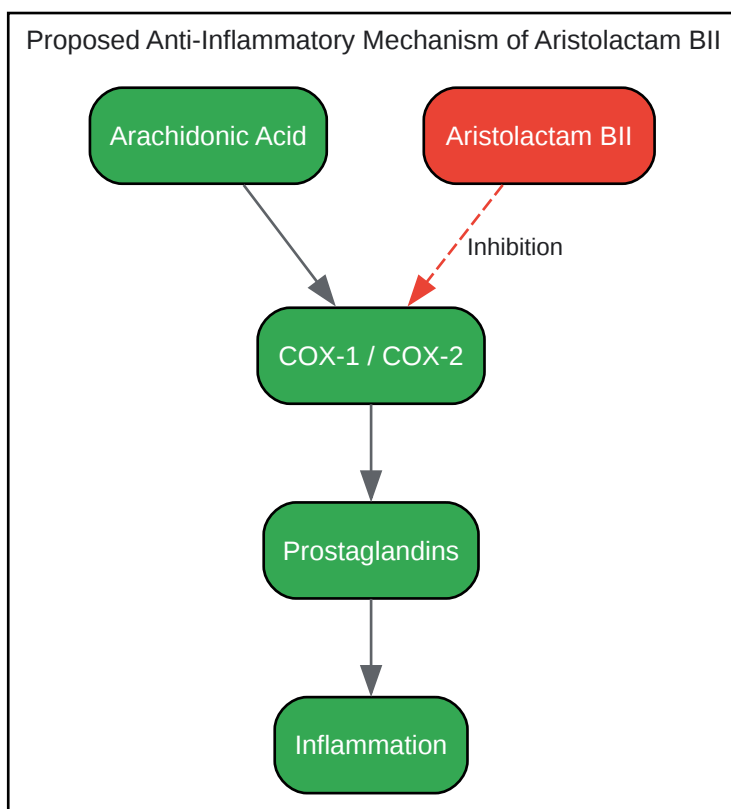 Proposed Anti-Inflammatory Mechanism of Aristolactam BII
Arachidonic Acid
Aristolactam BII
Inhibition
COX-1 / COX-2
Prostaglandins
Inflammation